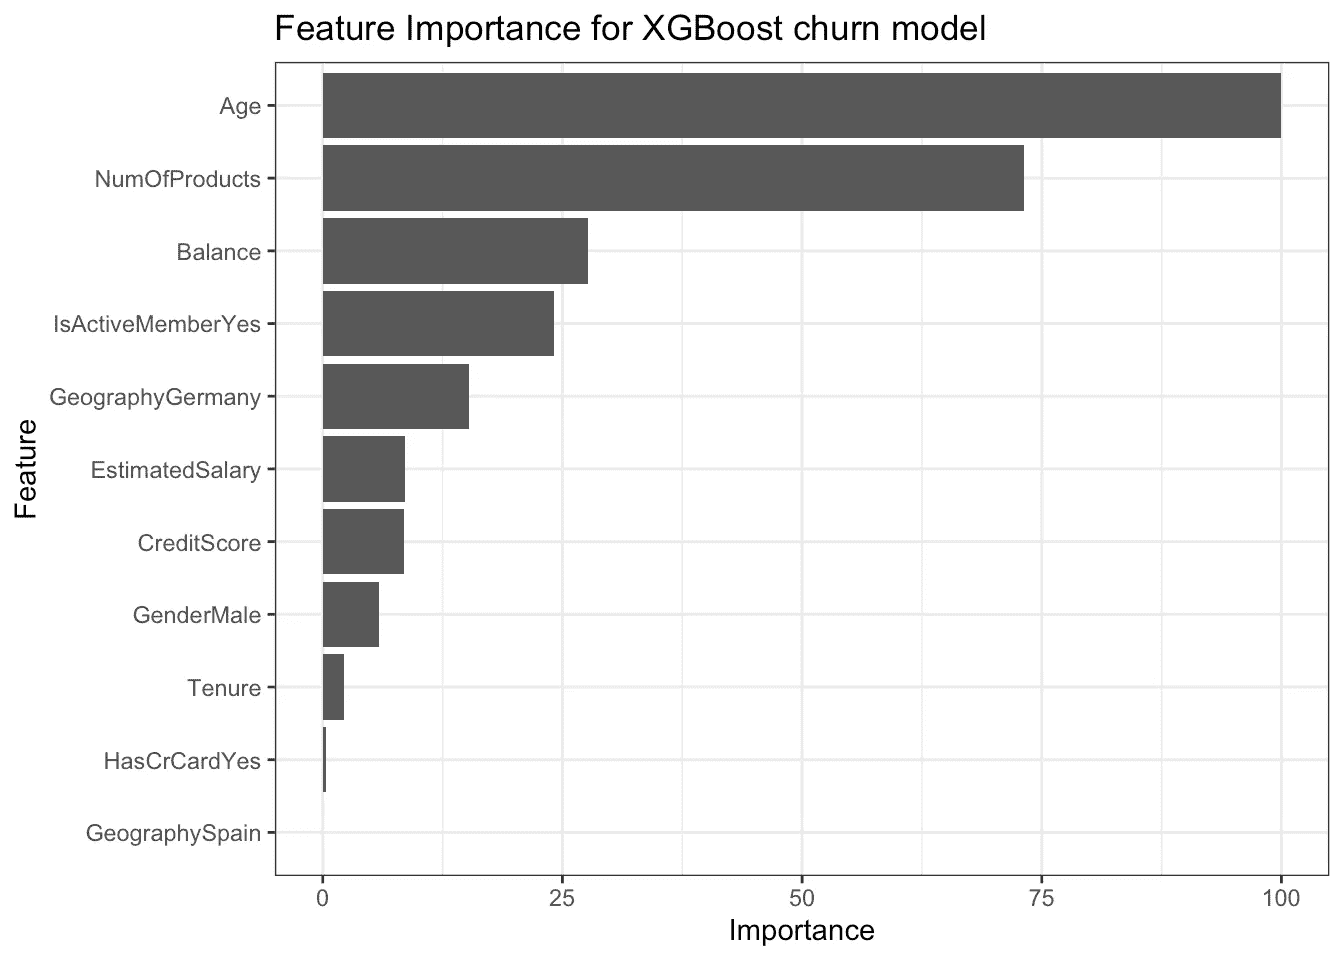 Feature Importance for XGBoost churn model
Age
NumOfProducts
Balance
IsActiveMemberYes
GeographyGermany
EstimatedSalary
CreditScore
GenderMale
Tenure
HasCrCardYes
GeographySpain
Feature
0 25 50 75 100
Importance